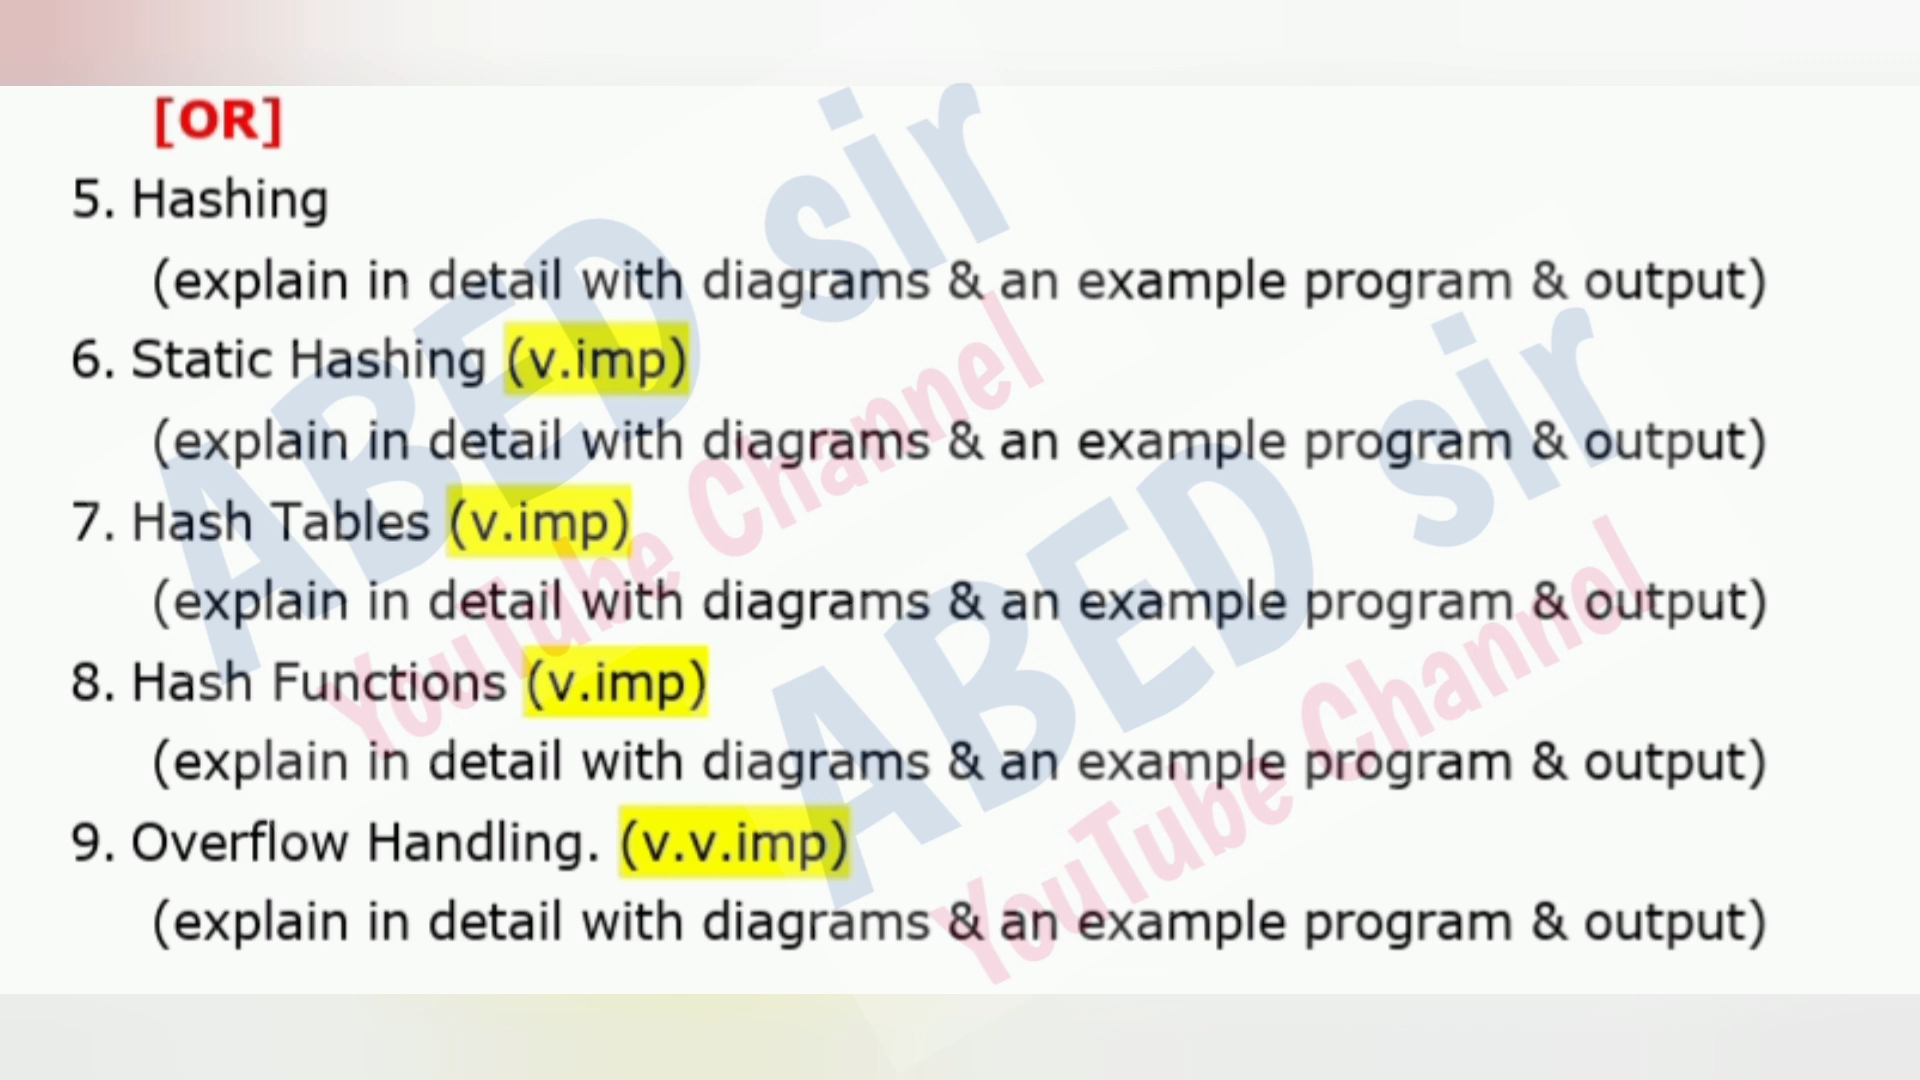 [OR]
5. Hashing
(explain in detail with diagrams & an example program & output)
6. Static Hashing (v.imp)
(explain in detail with diagrams & an example program & output)
7. Hash Tables (v.imp)
(explain in detail with diagrams & an example program & output)
8. Hash Functions (v.imp)
(explain in detail with diagrams & an example program & output)
9. Overflow Handling. (v.v.imp)
(explain in detail with diagrams & an example program & output)
ABED sir
YouTube Channel
ABED sir
YouTube Channel